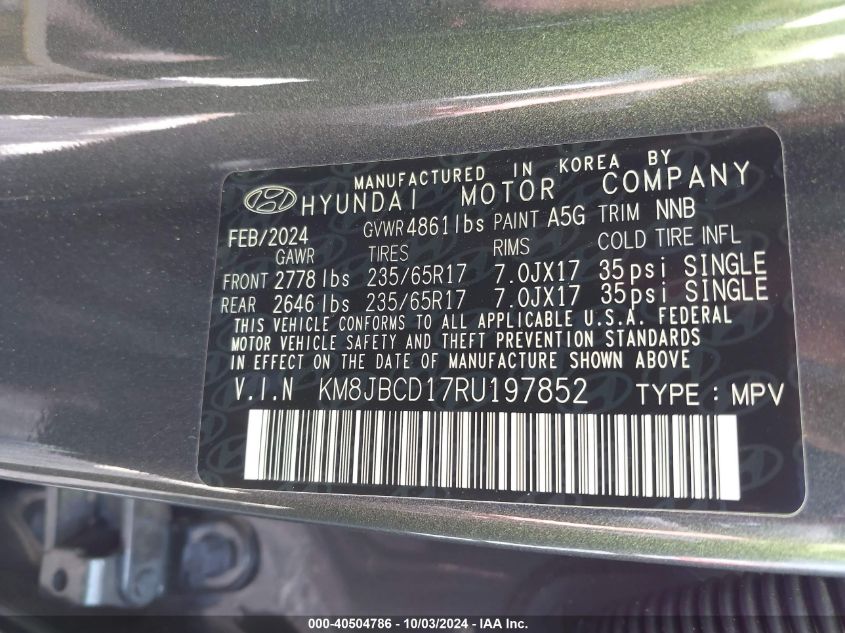 MANUFACTURED IN KOREA BY
HYUNDAI MOTOR COMPANY
FEB/2024 GVWR 4861 lbs PAINT A5G TRIM NNB
GAWR TIRES RIMS COLD TIRE INFL
FRONT 2778 lbs 235/65R17 7.0JX17 35psi SINGLE
REAR 2646 lbs 235/65R17 7.0JX17 35psi SINGLE
THIS VEHICLE CONFORMS TO ALL APPLICABLE U.S.A. FEDERAL
MOTOR VEHICLE SAFETY AND THEFT PREVENTION STANDARDS
IN EFFECT ON THE DATE OF MANUFACTURE SHOWN ABOVE
V.I.N KM8JBCD17RU197852 TYPE : MPV
000-40504786 - 10/03/2024 - IAA Inc.